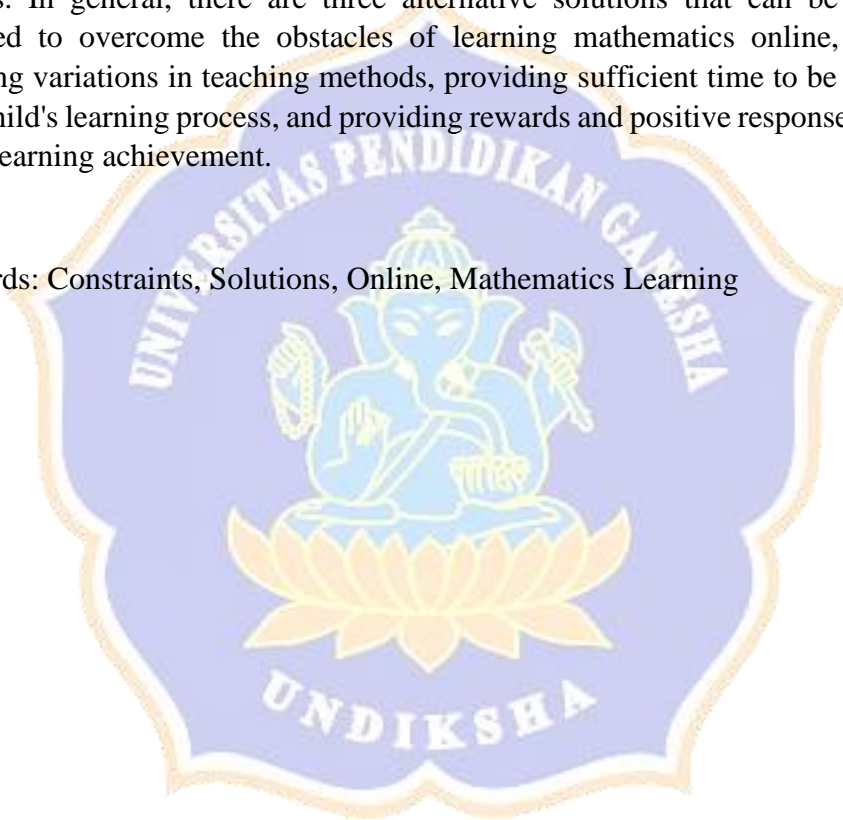 s. In general, there are three alternative solutions that can be
ed to overcome the obstacles of learning mathematics online,
ng variations in teaching methods, providing sufficient time to be
hild's learning process, and providing rewards and positive response
earning achievement.
rds: Constraints, Solutions, Online, Mathematics Learning
UNIVERSITAS PENDIDIKAN GANESHA
UNDIKSHA